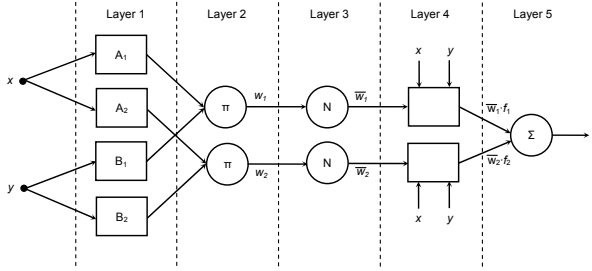 Layer 1 Layer 2 Layer 3 Layer 4 Layer 5
x y
A₁
x
A₂
w₁ w̅₁ w̅₁·f₁
π N
Σ
B₁
π N
w₂ w̅₂ w̅₂·f₂
y
B₂
x y